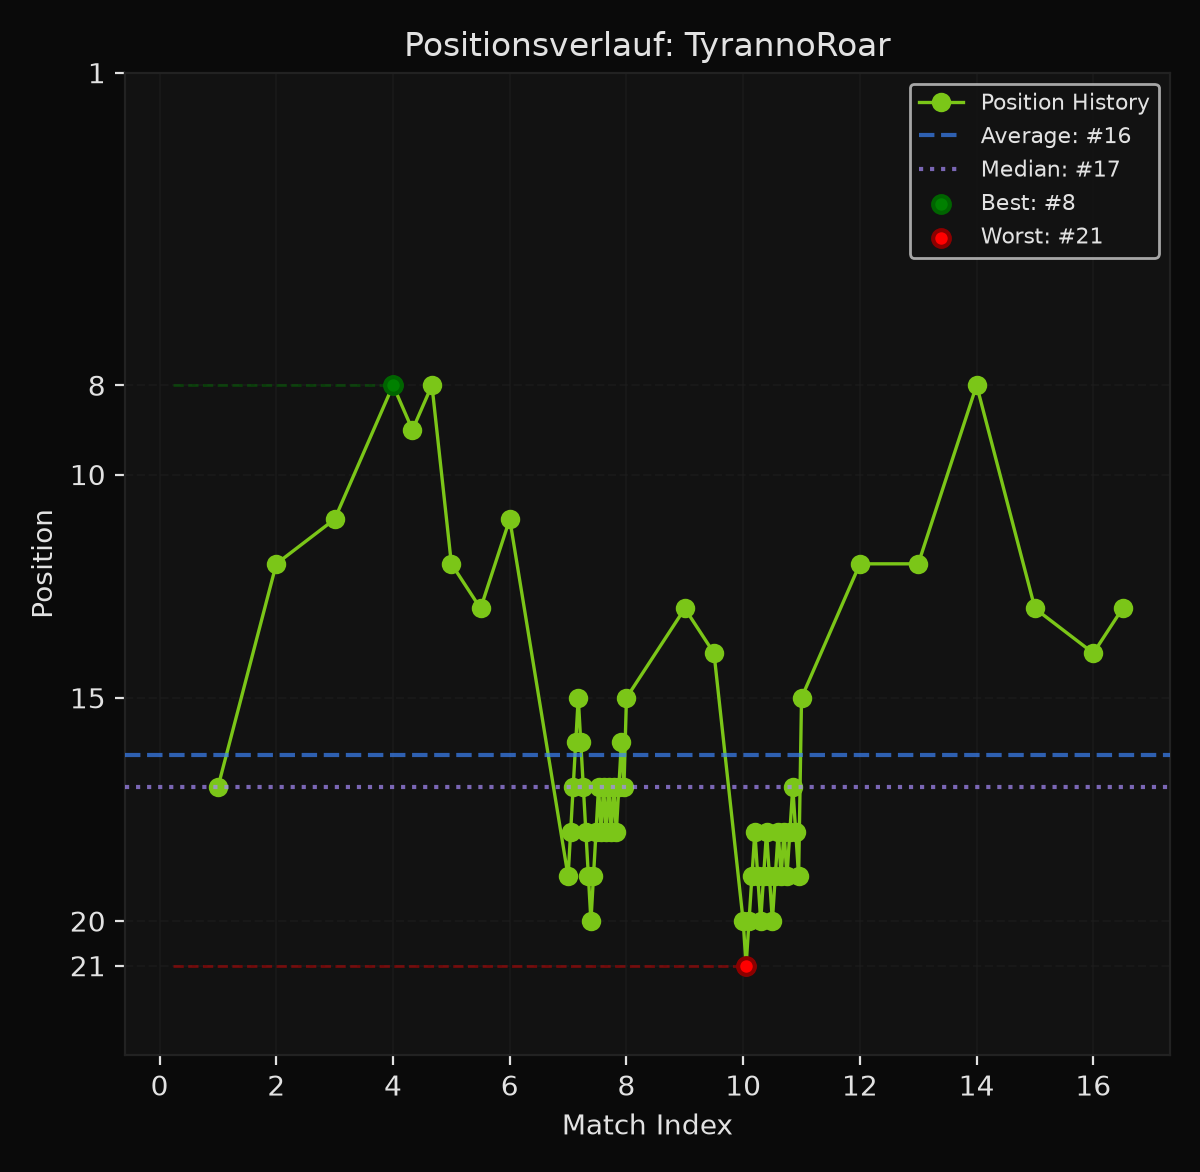 Positionsverlauf: TyrannoRoar
Position History
Average: #16
Median: #17
Best: #8
Worst: #21
Position
1
8
10
15
20
21
0 2 4 6 8 10 12 14 16
Match Index